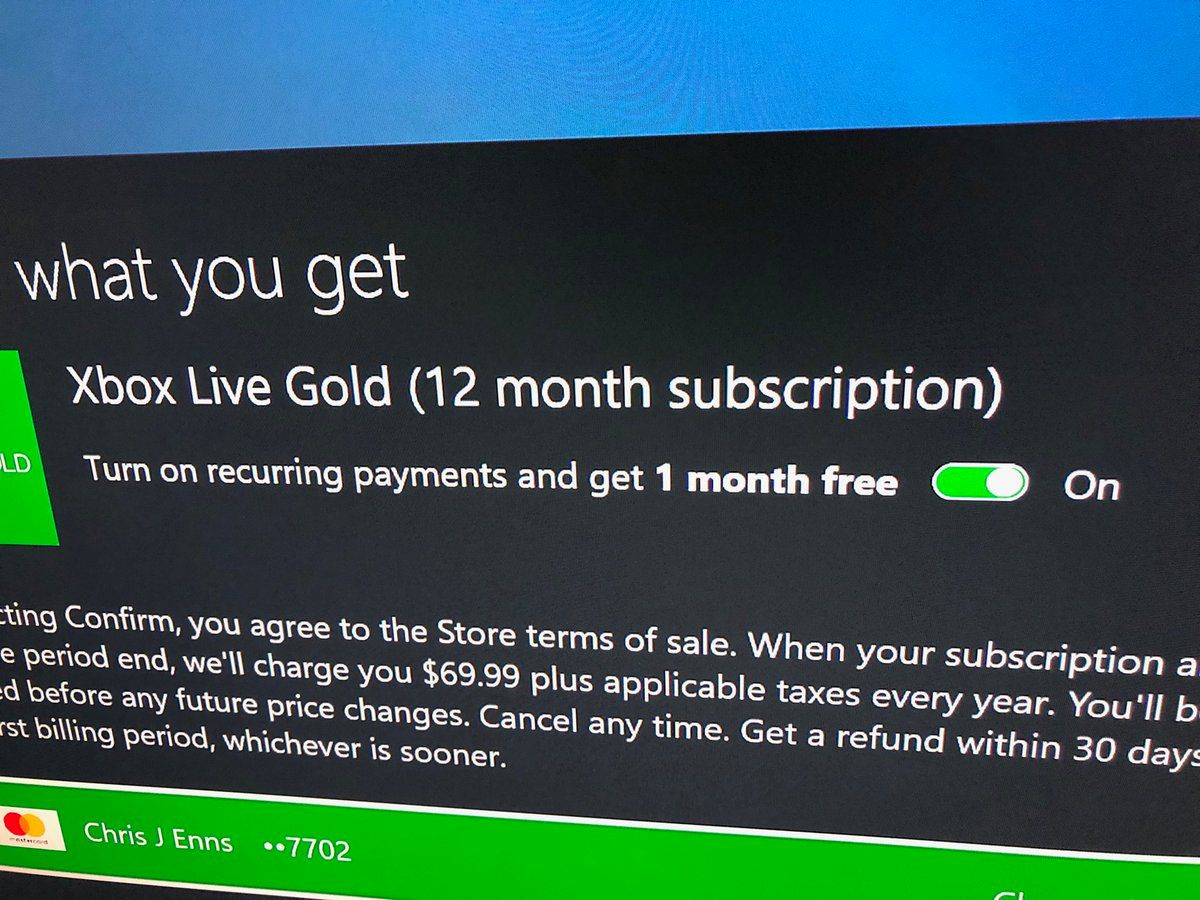 what you get
Xbox Live Gold (12 month subscription)
LD
Turn on recurring payments and get 1 month free On
cting Confirm, you agree to the Store terms of sale. When your subscription a
e period end, we'll charge you $69.99 plus applicable taxes every year. You'll b
ed before any future price changes. Cancel any time. Get a refund within 30 days
rst billing period, whichever is sooner.
mastercard
Chris J Enns ••7702